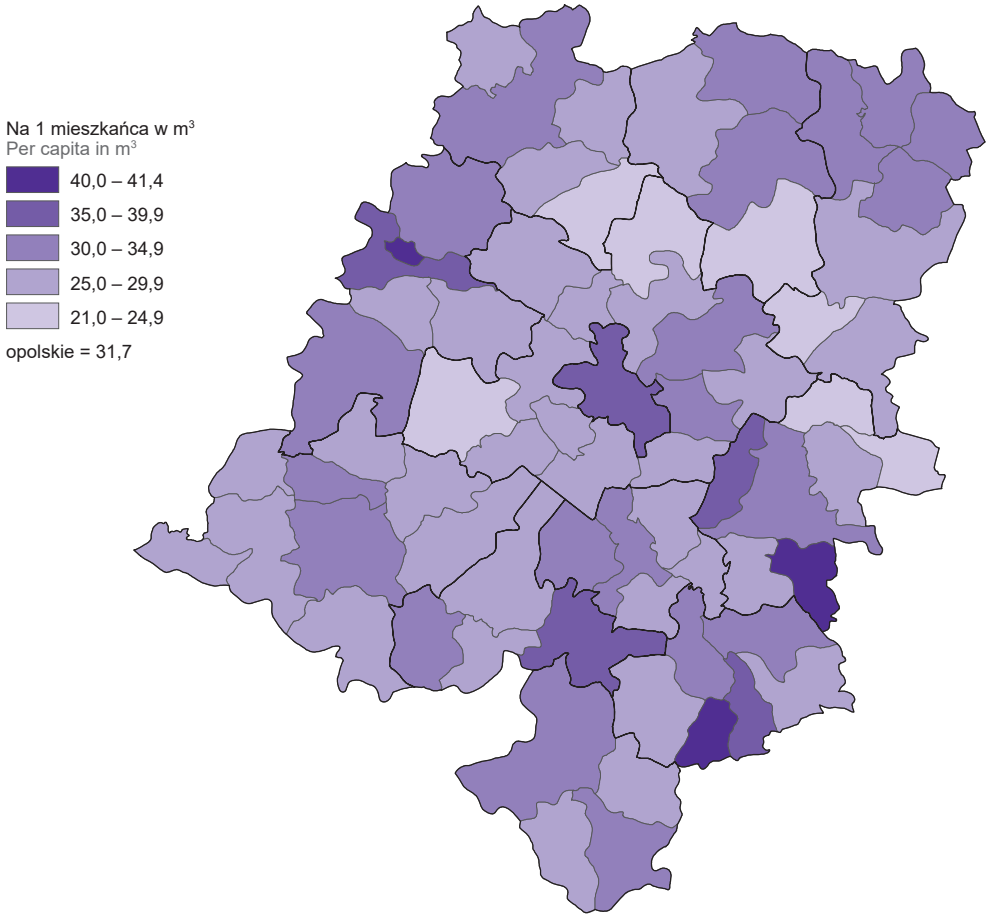 Na 1 mieszkańca w m³
Per capita in m³
40,0 – 41,4
35,0 – 39,9
30,0 – 34,9
25,0 – 29,9
21,0 – 24,9
opolskie = 31,7